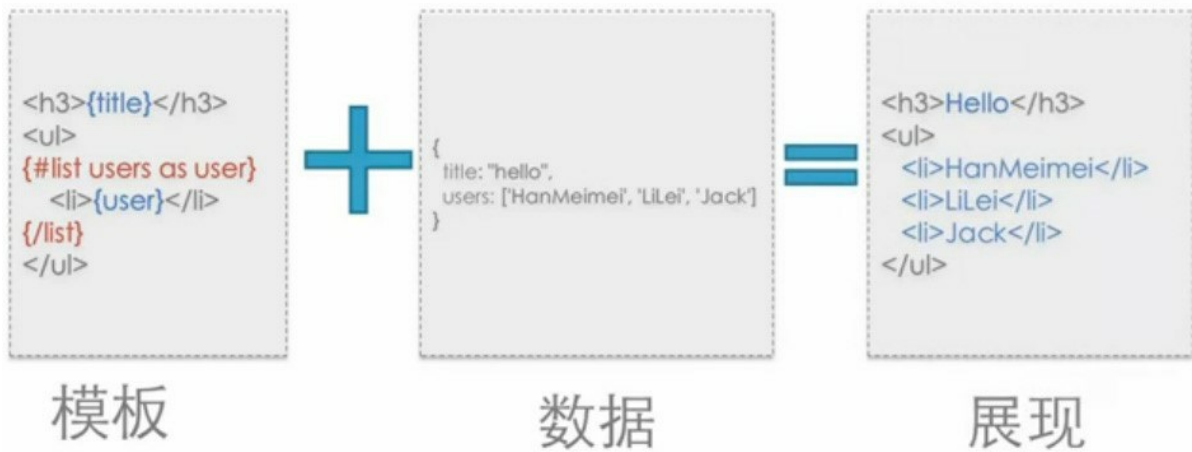 <h3>{title}</h3>
<ul>
{#list users as user}
<li>{user}</li>
{/list}
</ul>
模板
{
title: "hello",
users: ['HanMeimei', 'LiLei', 'Jack']
}
数据
<h3>Hello</h3>
<ul>
<li>HanMeimei</li>
<li>LiLei</li>
<li>Jack</li>
</ul>
展现